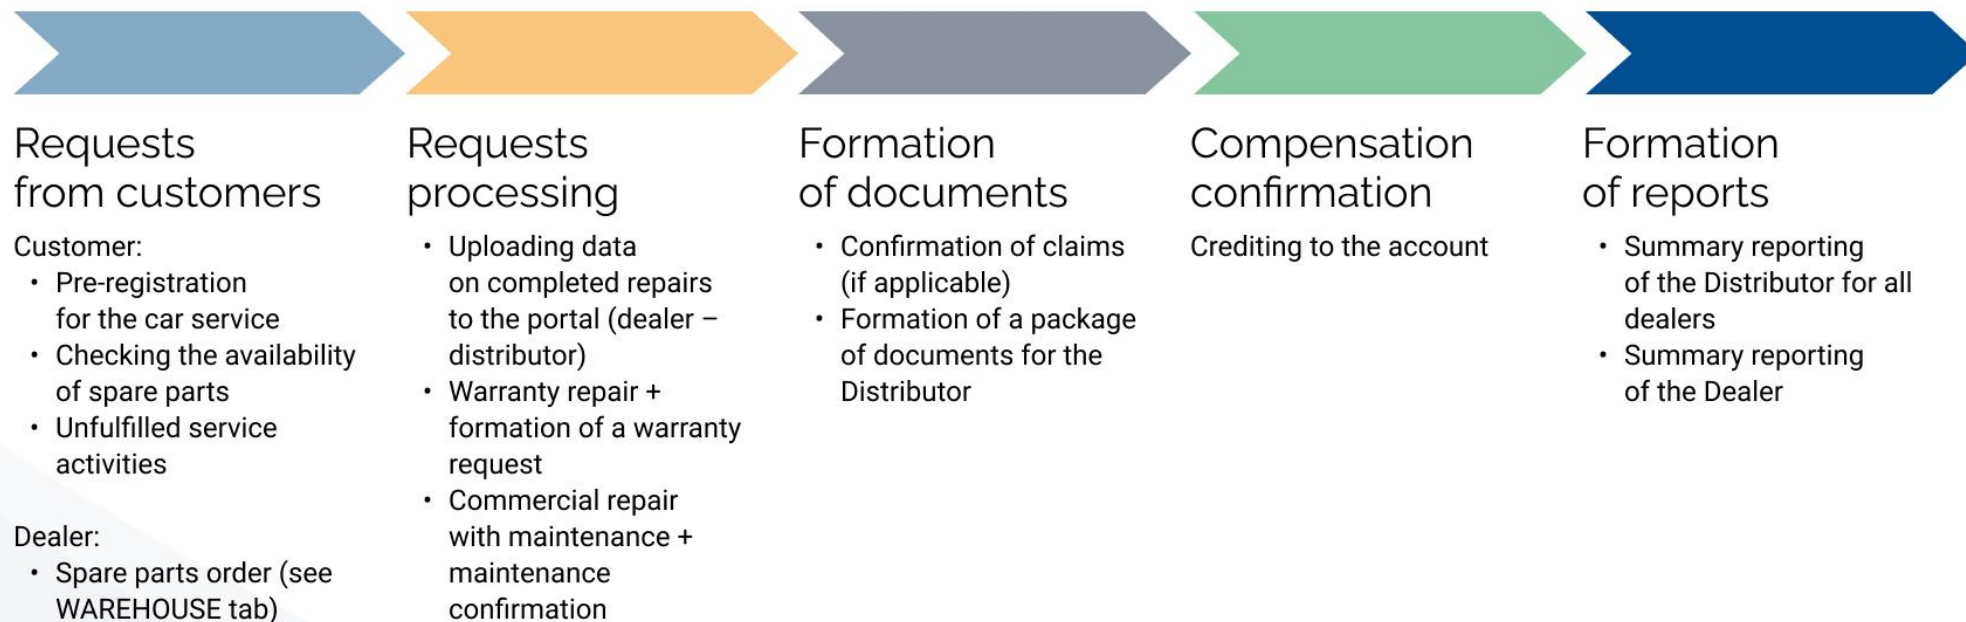 Requests
from customers
Customer:
• Pre-registration
for the car service
• Checking the availability
of spare parts
• Unfulfilled service
activities
Dealer:
• Spare parts order (see
WAREHOUSE tab)
Requests
processing
• Uploading data
on completed repairs
to the portal (dealer –
distributor)
• Warranty repair +
formation of a warranty
request
• Commercial repair
with maintenance +
maintenance
confirmation
Formation
of documents
• Confirmation of claims
(if applicable)
• Formation of a package
of documents for the
Distributor
Compensation
confirmation
Crediting to the account
Formation
of reports
• Summary reporting
of the Distributor for all
dealers
• Summary reporting
of the Dealer